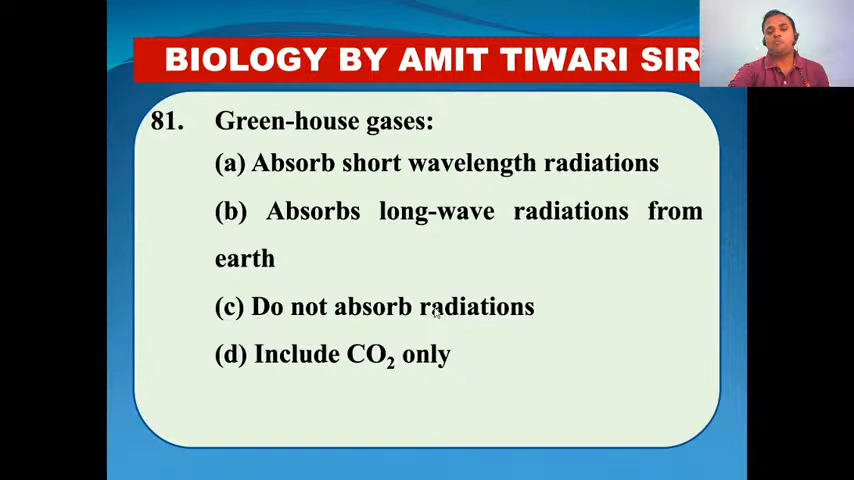 BIOLOGY BY AMIT TIWARI SIR
81. Green-house gases:
(a) Absorb short wavelength radiations
(b) Absorbs long-wave radiations from
earth
(c) Do not absorb radiations
(d) Include CO₂ only